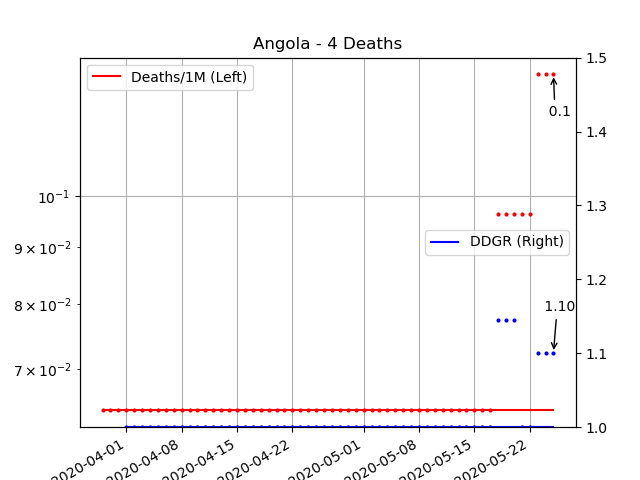 Angola - 4 Deaths
Deaths/1M (Left)
DDGR (Right)
0.1
1.10
10⁻¹
9 × 10⁻²
8 × 10⁻²
7 × 10⁻²
1.5
1.4
1.3
1.2
1.1
1.0
2020-04-01
2020-04-08
2020-04-15
2020-04-22
2020-05-01
2020-05-08
2020-05-15
2020-05-22